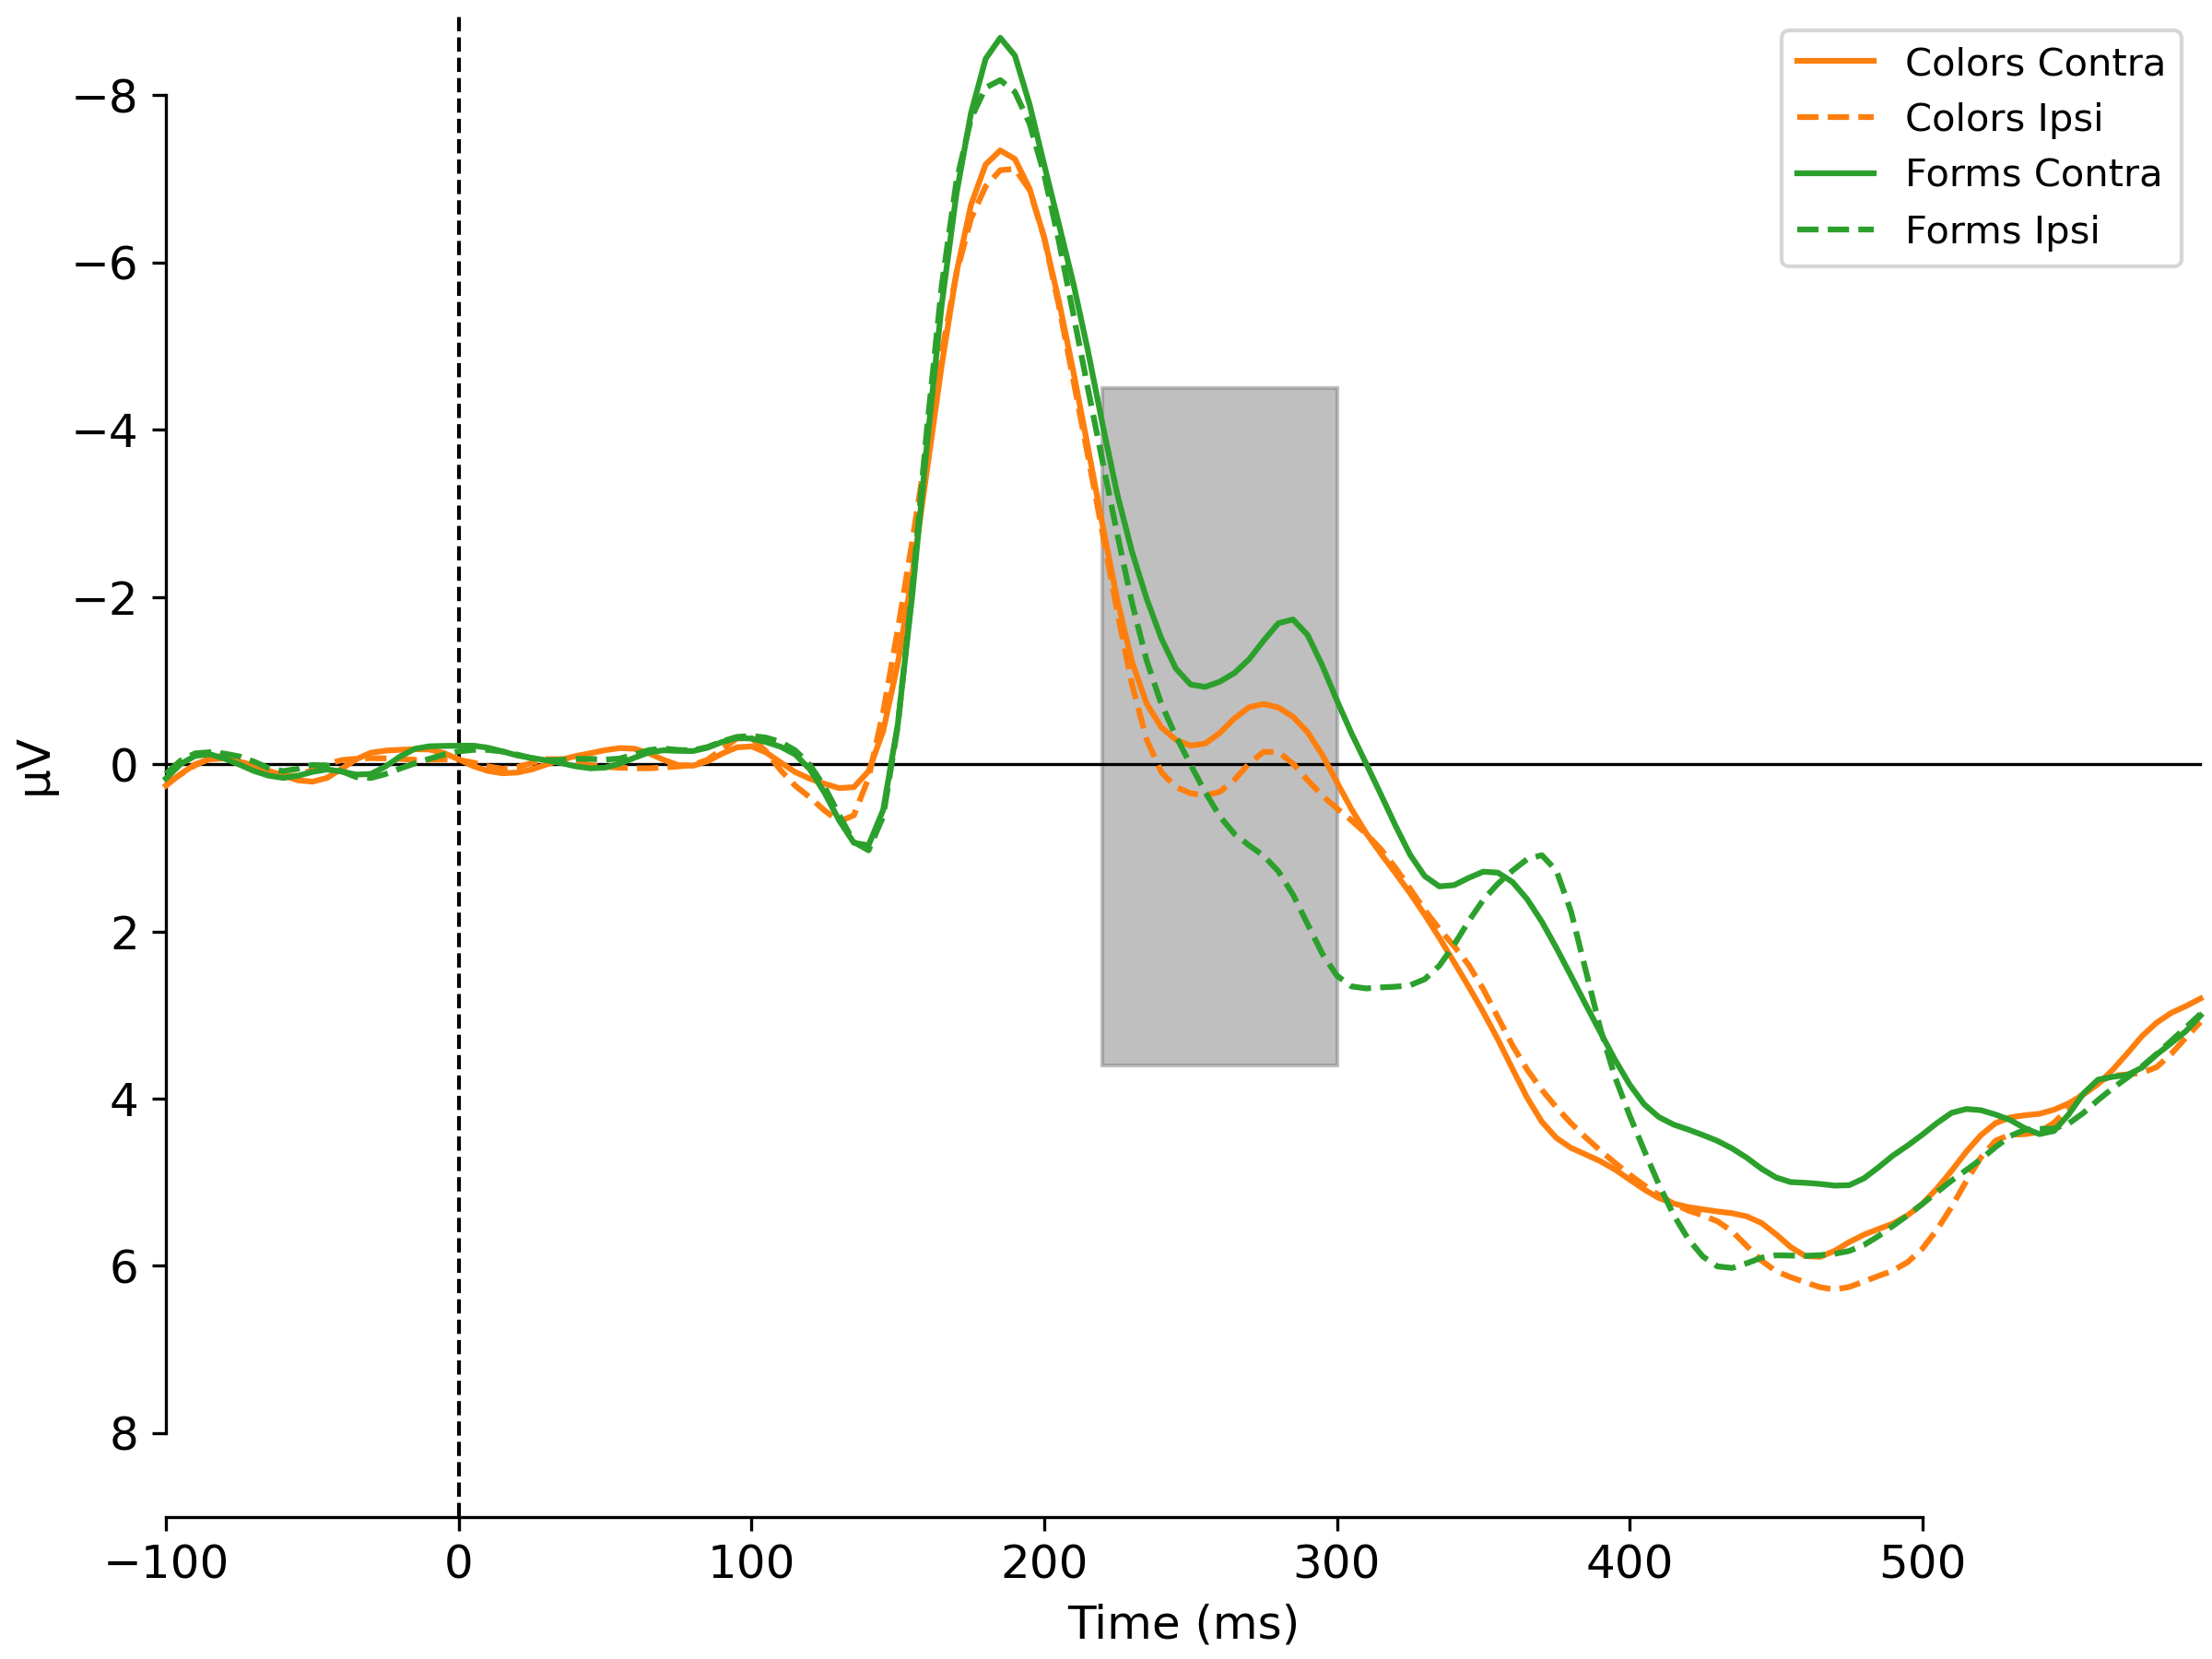 Colors Contra
Colors Ipsi
Forms Contra
Forms Ipsi
−8
−6
−4
−2
0
2
4
6
8
µV
−100 0 100 200 300 400 500
Time (ms)